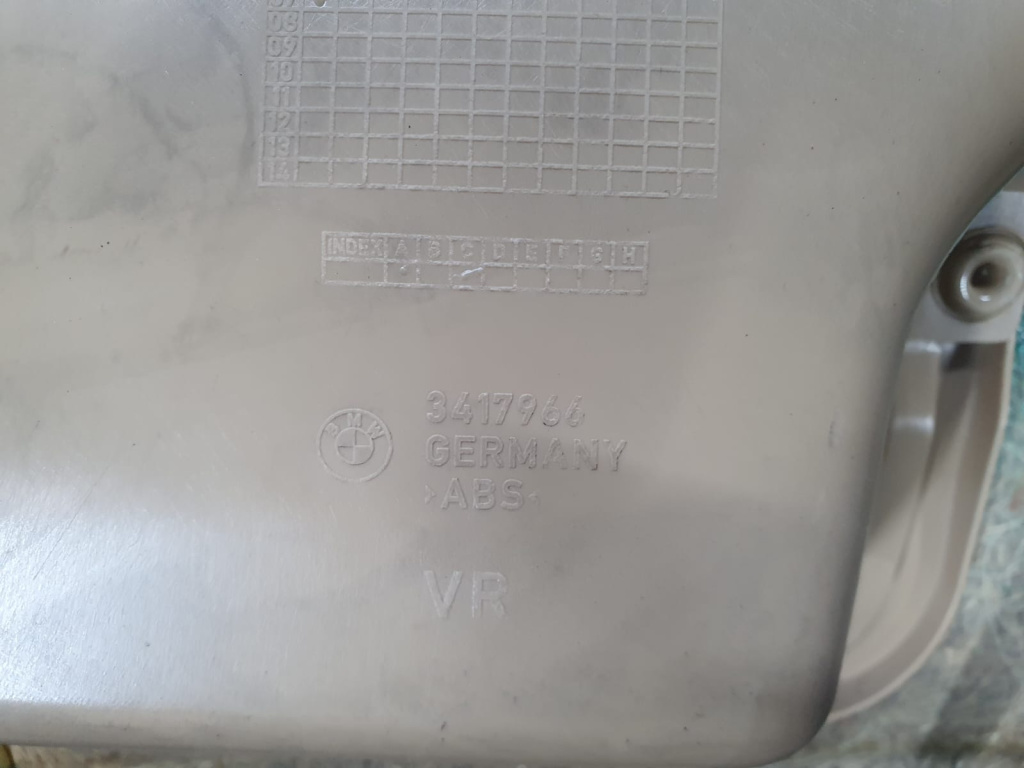 08
09
10
11
12
13
14
INDEX A B C D E F G H
BMW
3417966
GERMANY
>ABS<
VR